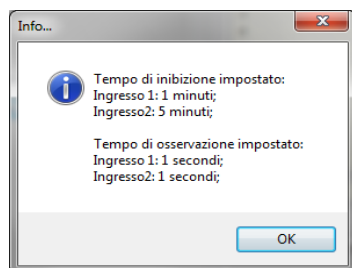 Info...
Tempo di inibizione impostato:
Ingresso 1: 1 minuti;
Ingresso2: 5 minuti;
Tempo di osservazione impostato:
Ingresso 1: 1 secondi;
Ingresso2: 1 secondi;
OK